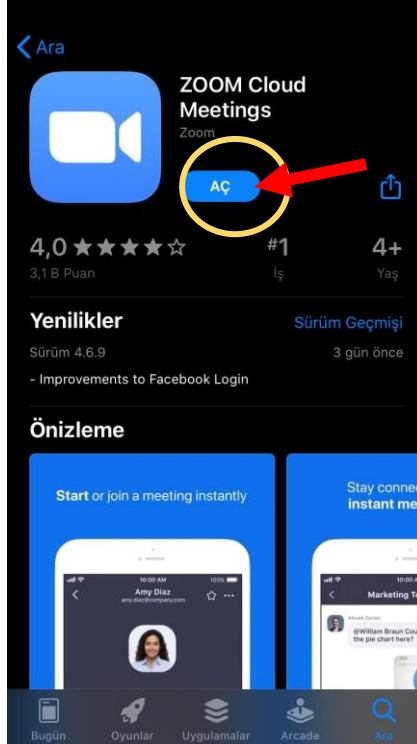 Ara
ZOOM Cloud
Meetings
Zoom
AÇ
4,0 #1 4+
3,1 B Puan İş Yaş
Yenilikler Sürüm Geçmişi
Sürüm 4.6.9 3 gün önce
- Improvements to Facebook Login
Önizleme
Start or join a meeting instantly
Stay conne
instant me
10:00 AM 100%
Amy Diaz
amy.diaz@company.com
10:00 A
Marketing Te
@William Braun Cou
the pie chart here?
Bugün Oyunlar Uygulamalar Arcade Ara